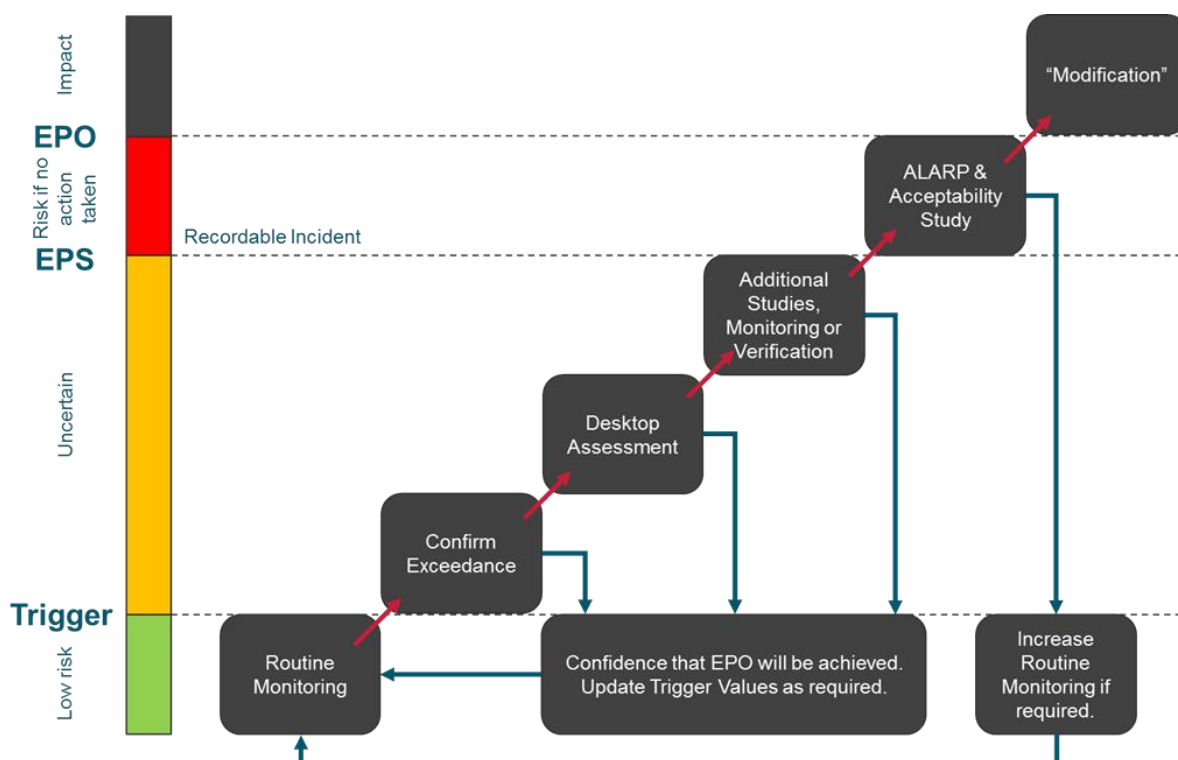 Impact
EPO
Risk if no
action
taken
Recordable Incident
EPS
Uncertain
Trigger
Low risk
“Modification”
ALARP &
Acceptability
Study
Additional
Studies,
Monitoring or
Verification
Desktop
Assessment
Confirm
Exceedance
Routine
Monitoring
Confidence that EPO will be achieved.
Update Trigger Values as required.
Increase
Routine
Monitoring if
required.